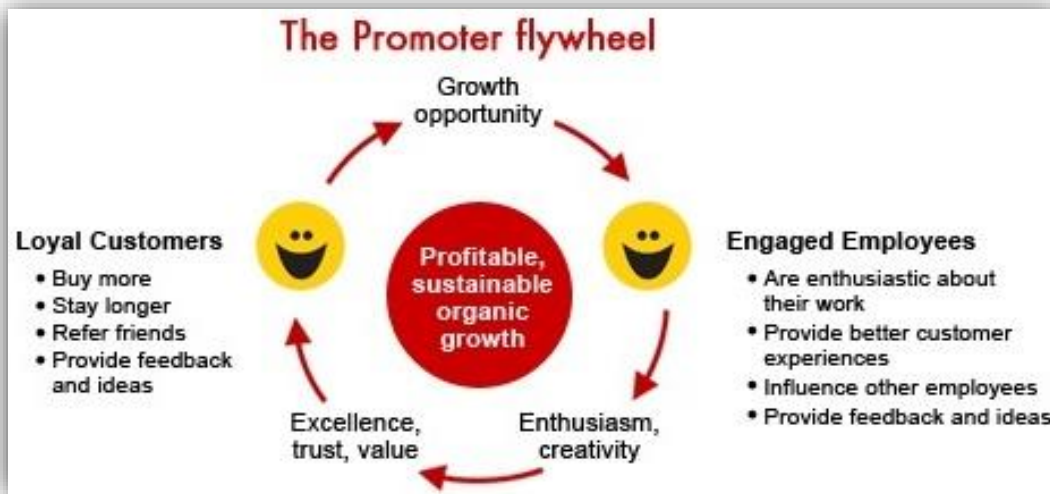 The Promoter flywheel
Growth
opportunity
Loyal Customers
• Buy more
• Stay longer
• Refer friends
• Provide feedback
and ideas
Profitable,
sustainable
organic
growth
Engaged Employees
• Are enthusiastic about
their work
• Provide better customer
experiences
• Influence other employees
• Provide feedback and ideas
Excellence,
trust, value
Enthusiasm,
creativity